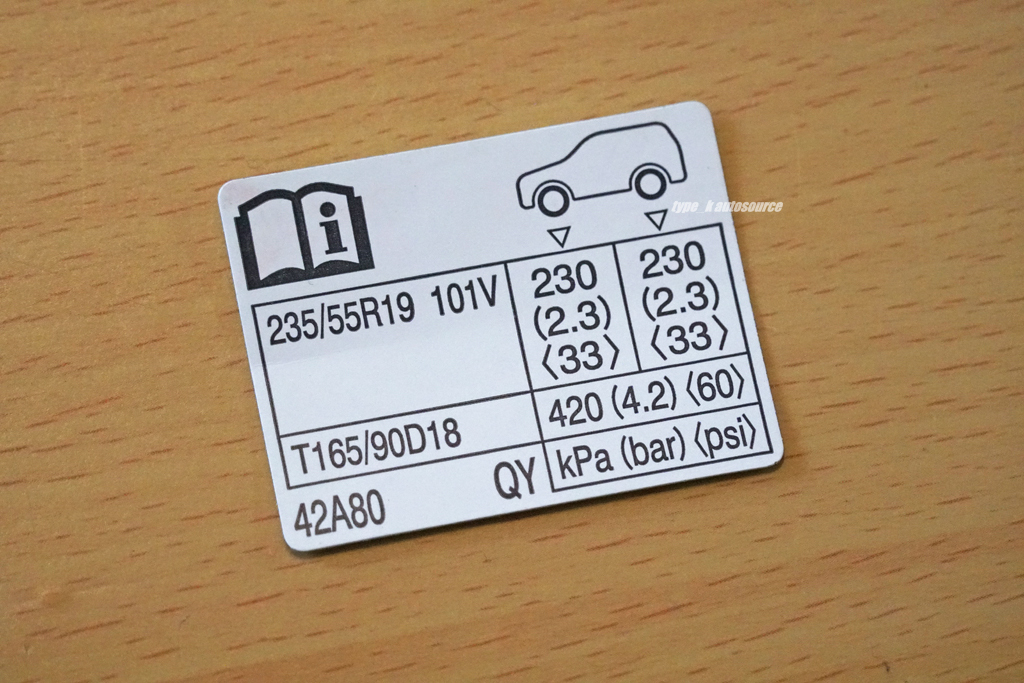 i
type_k autosource
235/55R19 101V
230 230
(2.3) (2.3)
〈33〉 〈33〉
T165/90D18
420 (4.2) 〈60〉
42A80
QY
kPa (bar) 〈psi〉